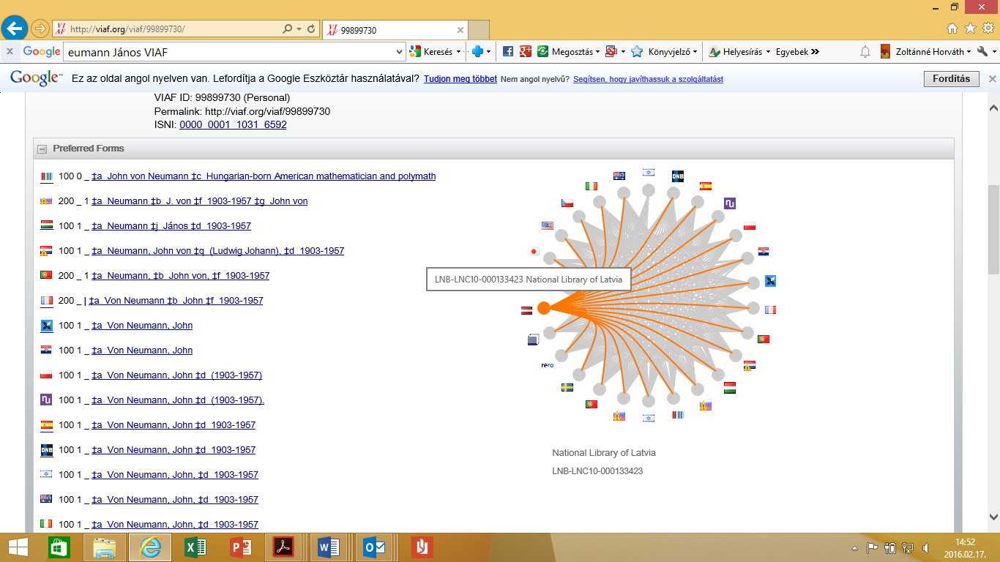 http://viaf.org/viaf/99899730/
VI AF 99899730
x Google eumann János VIAF Keresés Megosztás Könyvjelző Helyesírás Egyebek Zoltánné Horváth
Google™ Ez az oldal angol nyelven van. Lefordítja a Google Eszköztár használatával? Tudjon meg többet Nem angol nyelvű? Segítsen, hogy javíthassuk a szolgáltatást Fordítás
VIAF ID: 99899730 (Personal)
Permalink: http://viaf.org/viaf/99899730
ISNI: 0000 0001 1031 6592
Preferred Forms
100 0 _ ‡a John von Neumann ‡c Hungarian-born American mathematician and polymath
200 _ 1 ‡a Neumann ‡b J. von ‡f 1903-1957 ‡g John von
100 1 _ ‡a Neumann ‡j János ‡d 1903-1957
100 1 _ ‡a Neumann, John von ‡q (Ludwig Johann), ‡d 1903-1957
200 _ 1 ‡a Neumann, ‡b John von, ‡f 1903-1957
200 _ | ‡a Von Neumann ‡b John ‡f 1903-1957
100 1 _ ‡a Von Neumann, John
100 1 _ ‡a Von Neumann, John
100 1 _ ‡a Von Neumann, John ‡d (1903-1957)
nu 100 1 _ ‡a Von Neumann, John ‡d (1903-1957).
100 1 _ ‡a Von Neumann, John ‡d 1903-1957
DNB 100 1 _ ‡a Von Neumann, John ‡d 1903-1957
100 1 _ ‡a Von Neumann, John, ‡d 1903-1957
100 1 _ ‡a Von Neumann, John, ‡d 1903-1957
100 1 _ ‡a Von Neumann, John, ‡d 1903-1957
DNB
nu
LNB-LNC10-000133423 National Library of Latvia
rero
National Library of Latvia
LNB-LNC10-000133423
14:52
2016.02.17.